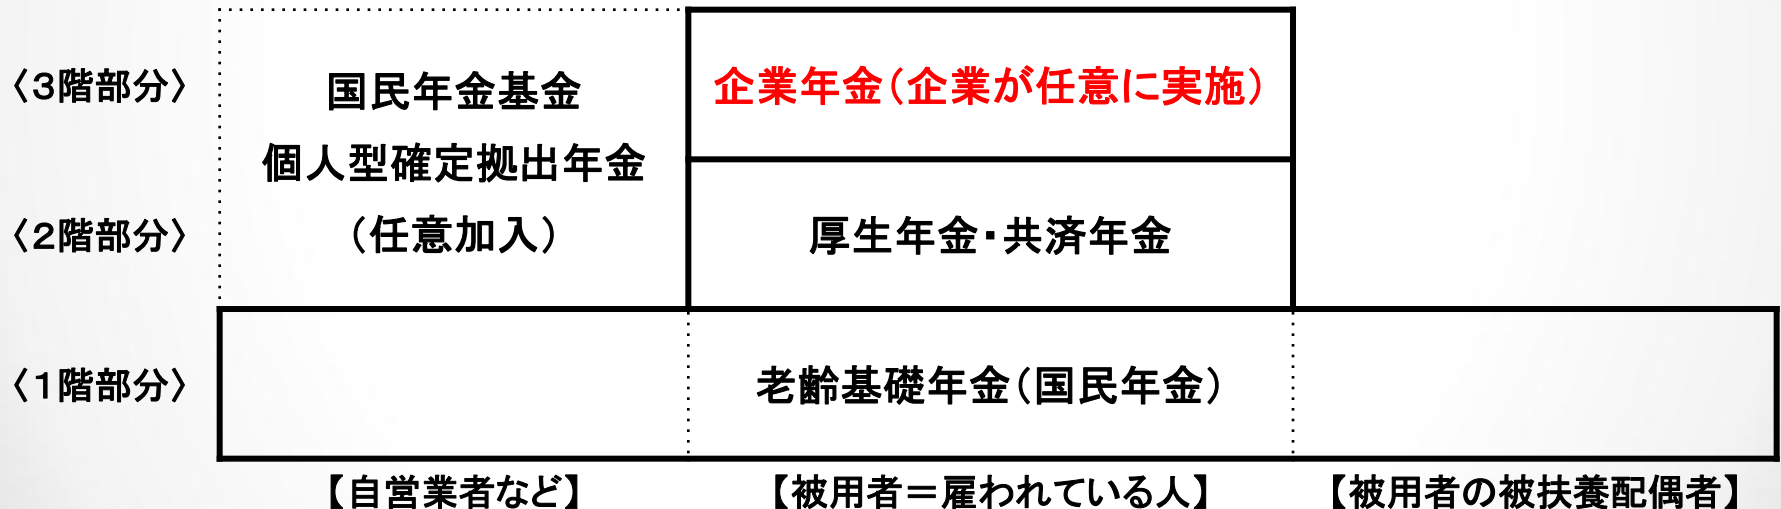 〈3階部分〉
国民年金基金
企業年金(企業が任意に実施)
個人型確定拠出年金
〈2階部分〉
(任意加入)
厚生年金・共済年金
〈1階部分〉
老齢基礎年金(国民年金)
【自営業者など】
【被用者=雇われている人】
【被用者の被扶養配偶者】